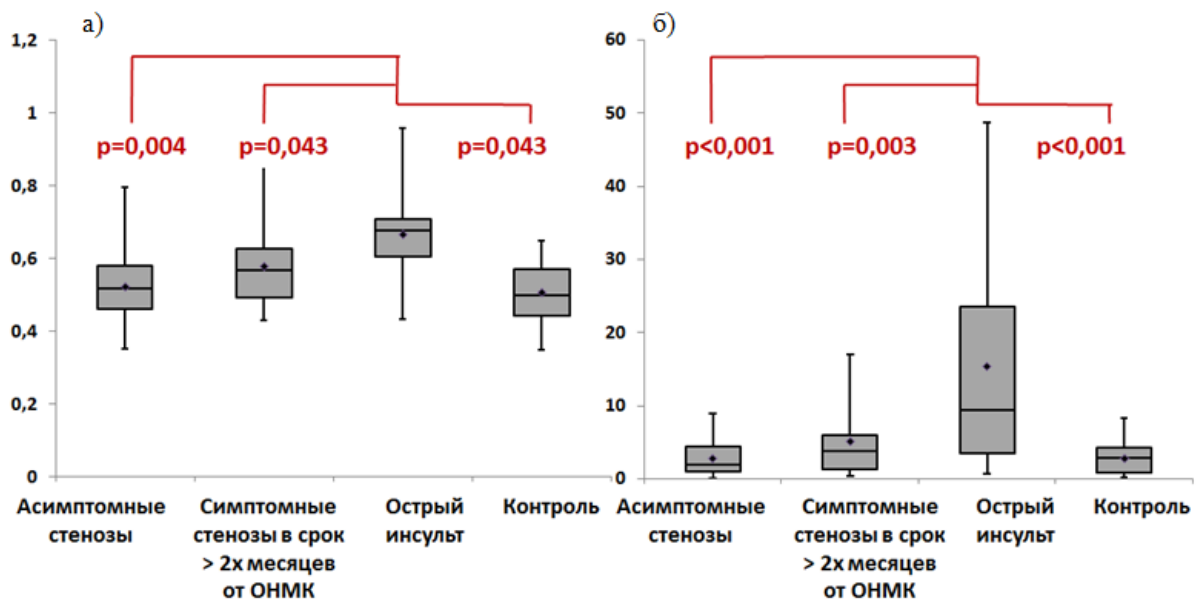 а)
1,2
1
0,8
0,6
0,4
0,2
0
p=0,004
p=0,043
p=0,043
Асимптомные
стенозы
Симптомные
стенозы в срок
> 2х месяцев
от ОНМК
Острый
инсульт
Контроль
б)
60
50
40
30
20
10
0
p<0,001
p=0,003
p<0,001
Асимптомные
стенозы
Симптомные
стенозы в срок
> 2х месяцев
от ОНМК
Острый
инсульт
Контроль